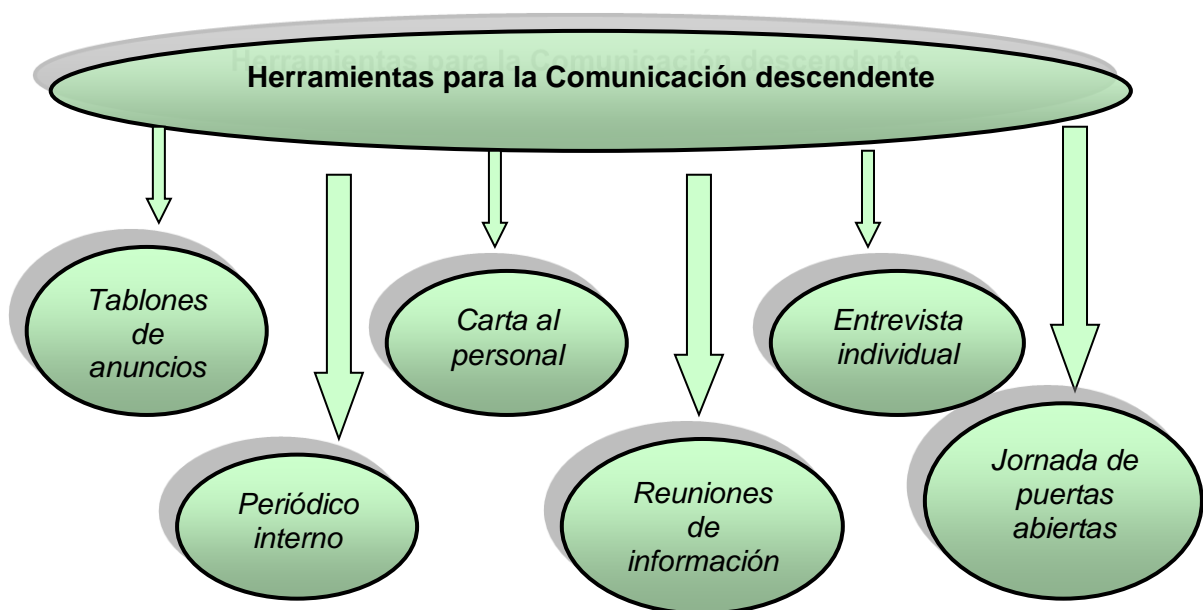 Herramientas para la Comunicación descendente
Tablones
de
anuncios
Carta al
personal
Entrevista
individual
Periódico
interno
Reuniones
de
información
Jornada de
puertas
abiertas